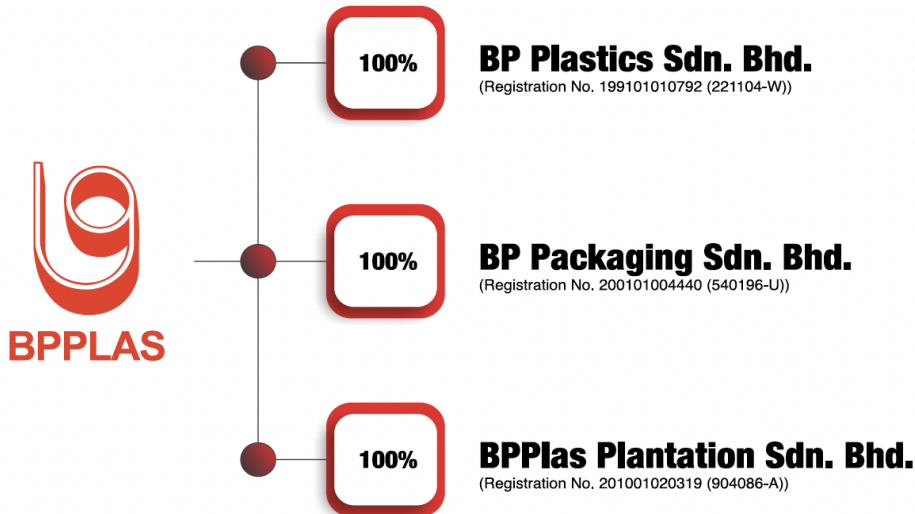 100%
BP Plastics Sdn. Bhd.
(Registration No. 199101010792 (221104-W))
BPPLAS
100%
BP Packaging Sdn. Bhd.
(Registration No. 200101004440 (540196-U))
100%
BPPlas Plantation Sdn. Bhd.
(Registration No. 201001020319 (904086-A))